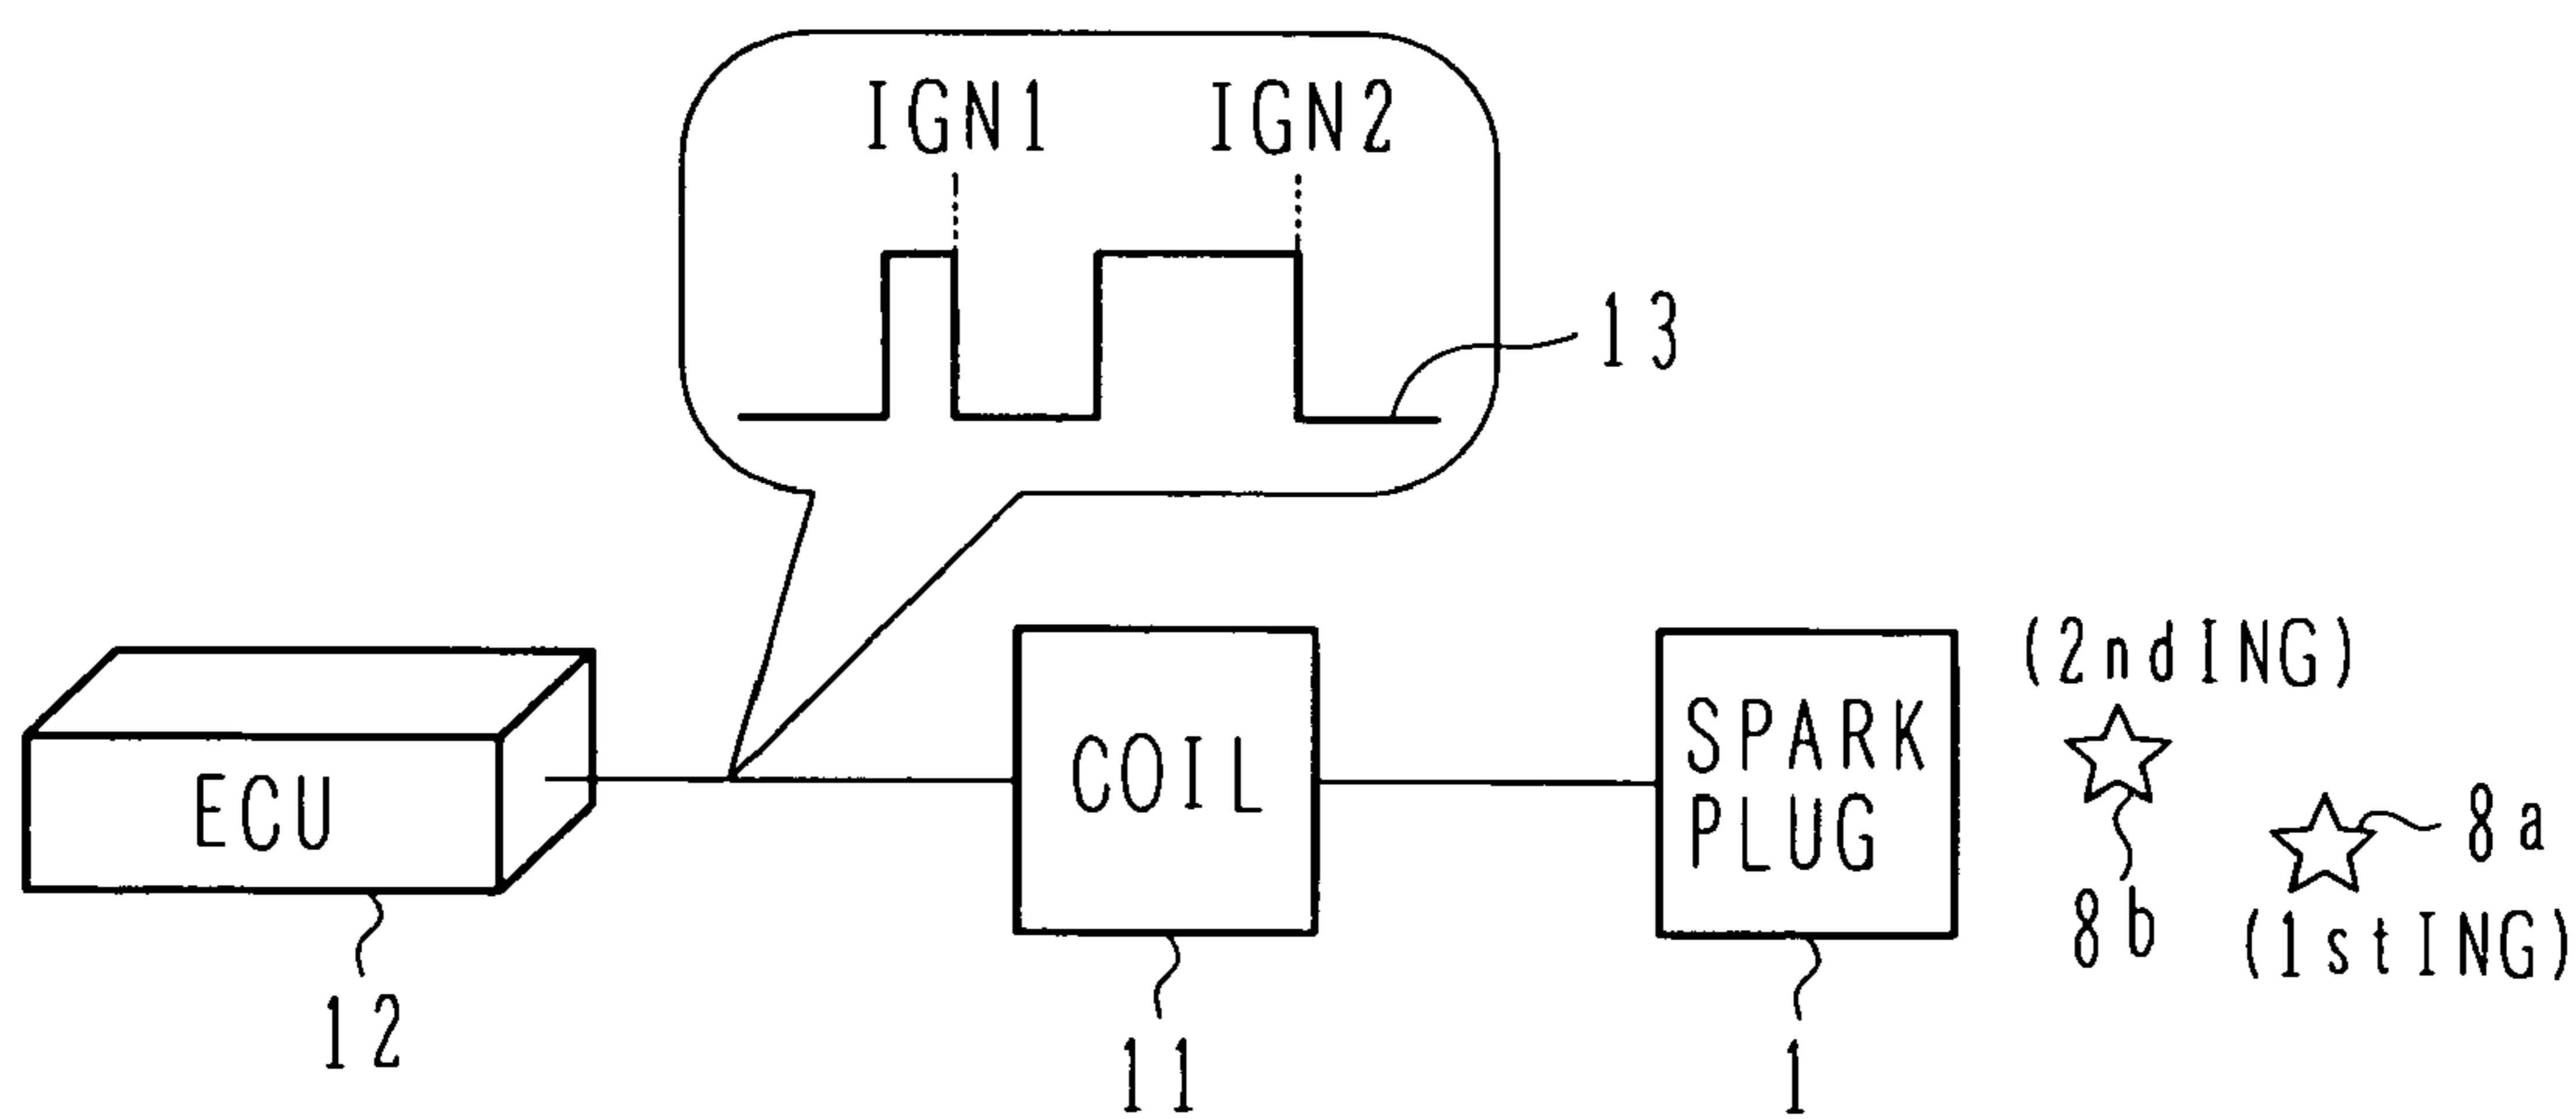 IGN1 IGN2
13
(2ndING)
ECU
COIL
SPARK
PLUG
8a
8b
(1stING)
12
11
1